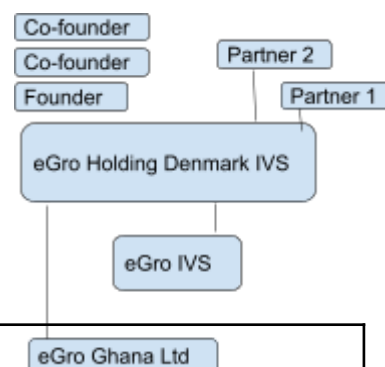 Co-founder
Co-founder
Partner 2
Founder
Partner 1
eGro Holding Denmark IVS
eGro IVS
eGro Ghana Ltd